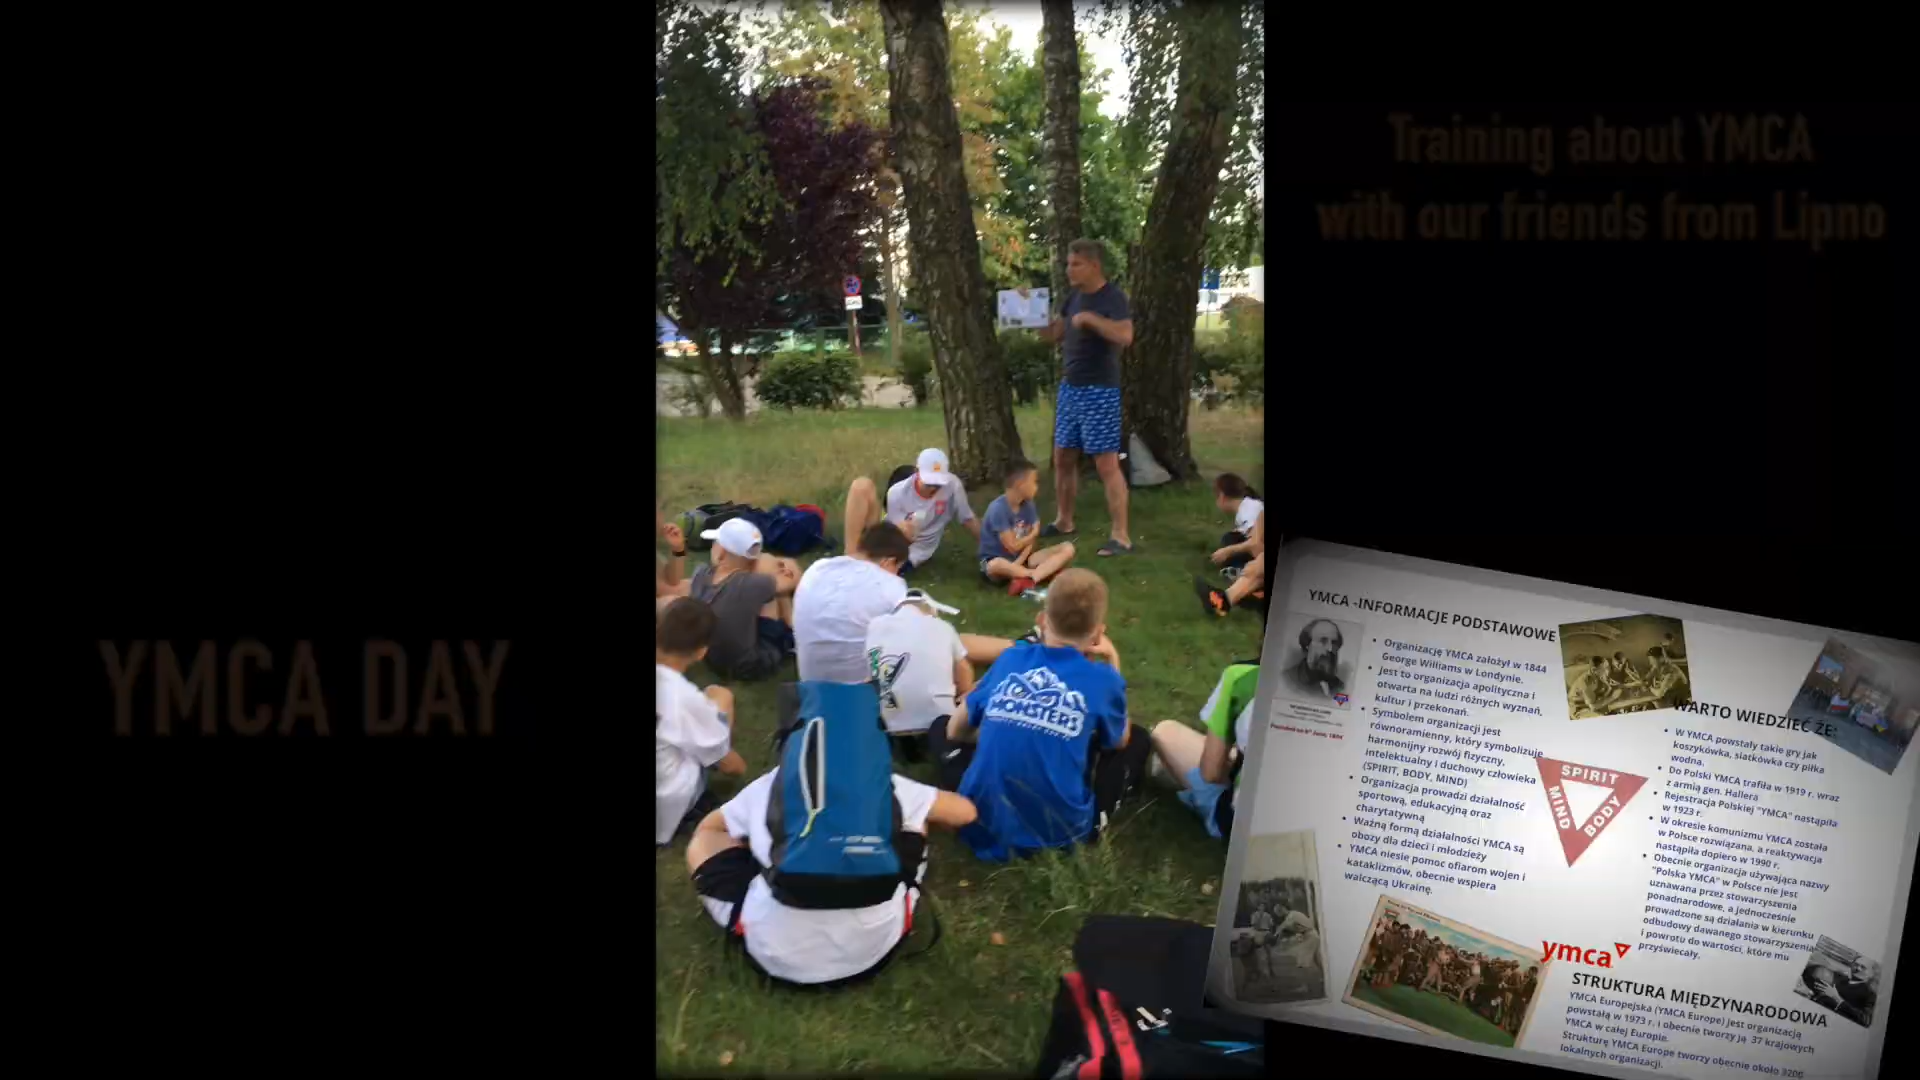 Training about YMCA
with our friends from Lipno
YMCA DAY
MONSTERS
YMCA -INFORMACJE PODSTAWOWE
Organizację YMCA założył w 1844
George Williams w Londynie.
Jest to organizacja apolityczna i
otwarta na ludzi różnych wyznań,
kultur i przekonań.
Symbolem organizacji jest
równoramienny, który symbolizuje
harmonijny rozwój fizyczny,
intelektualny i duchowy człowieka
(SPIRIT, BODY, MIND)
Organizacja prowadzi działalność
sportową, edukacyjną oraz
charytatywną
Ważną formą działalności YMCA są
obozy dla dzieci i młodzieży
YMCA niesie pomoc ofiarom wojen i
kataklizmów, obecnie wspiera
walczącą Ukrainę.
SPIRIT
MIND
BODY
WARTO WIEDZIEĆ ŻE:
W YMCA powstały takie gry jak
koszykówka, siatkówka czy piłka
wodna.
Do Polski YMCA trafiła w 1919 r. wraz
z armią gen. Hallera
Rejestracja Polskiej "YMCA" nastąpiła
w 1923 r.
W okresie komunizmu YMCA została
w Polsce rozwiązana, a reaktywacja
nastąpiła dopiero w 1990 r.
Obecnie organizacja używająca nazwy
"Polska YMCA" w Polsce nie jest
uznawana przez stowarzyszenia
ponadnarodowe, a jednocześnie
prowadzone są działania w kierunku
odbudowy dawanego stowarzyszenia
i powrotu do wartości, które mu
przyświecały.
ymca
STRUKTURA MIĘDZYNARODOWA
YMCA Europejska (YMCA Europe) jest organizacją
powstałą w 1973 r. i obecnie tworzy ją 37 krajowych
YMCA w całej Europie.
Strukturę YMCA Europe tworzy obecnie około 3200
lokalnych organizacji.